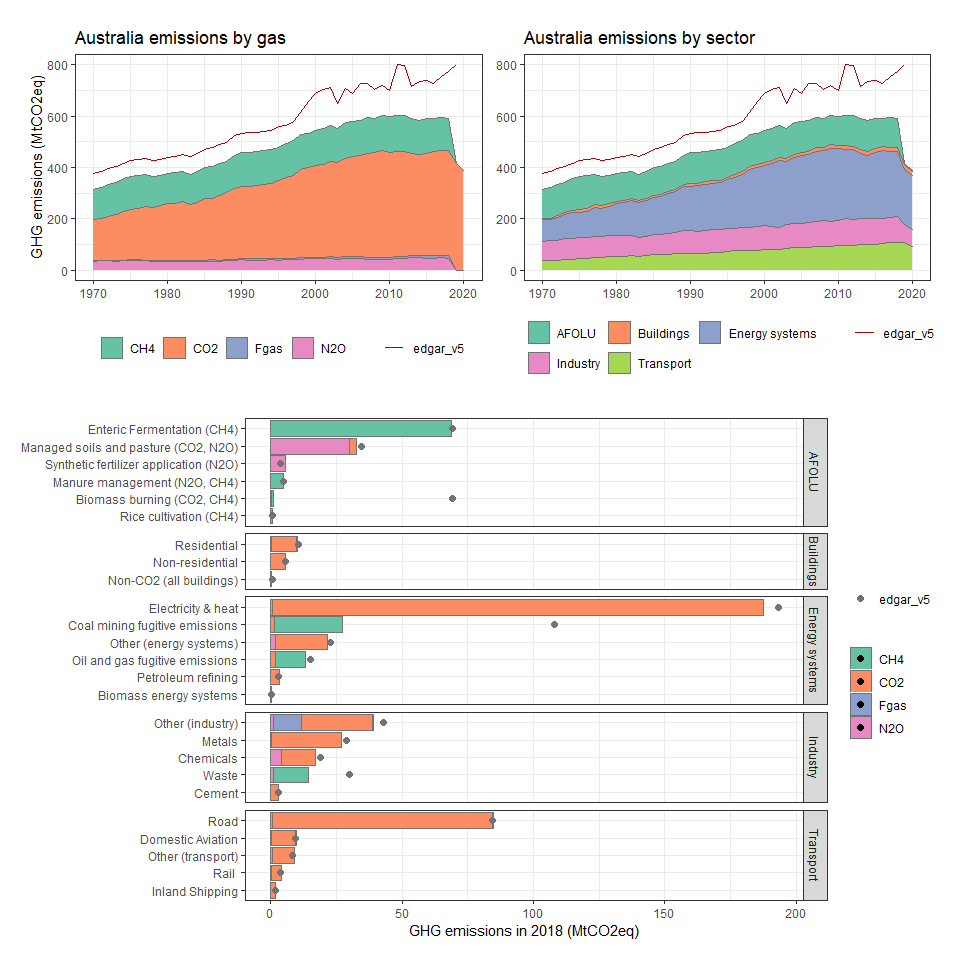 Australia emissions by gas
GHG emissions (MtCO2eq)
800
600
400
200
0
1970
1980
1990
2000
2010
2020
CH4
CO2
Fgas
N2O
edgar_v5
Australia emissions by sector
800
600
400
200
0
1970
1980
1990
2000
2010
2020
AFOLU
Buildings
Energy systems
edgar_v5
Industry
Transport
Enteric Fermentation (CH4)
Managed soils and pasture (CO2, N2O)
Synthetic fertilizer application (N2O)
Manure management (N2O, CH4)
Biomass burning (CO2, CH4)
Rice cultivation (CH4)
AFOLU
Residential
Non-residential
Non-CO2 (all buildings)
Buildings
Electricity & heat
Coal mining fugitive emissions
Other (energy systems)
Oil and gas fugitive emissions
Petroleum refining
Biomass energy systems
Energy systems
Other (industry)
Metals
Chemicals
Waste
Cement
Industry
Road
Domestic Aviation
Other (transport)
Rail
Inland Shipping
Transport
0
50
100
150
200
GHG emissions in 2018 (MtCO2eq)
edgar_v5
CH4
CO2
Fgas
N2O